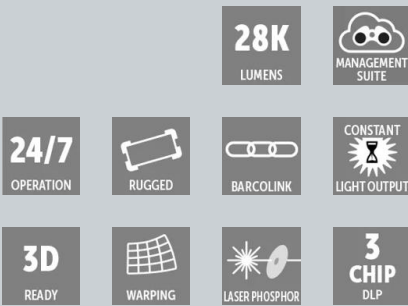 28K
LUMENS
MANAGEMENT
SUITE
24/7
OPERATION
RUGGED
BARCOLINK
CONSTANT
LIGHT OUTPUT
3D
READY
WARPING
LASER PHOSPHOR
3
CHIP
DLP